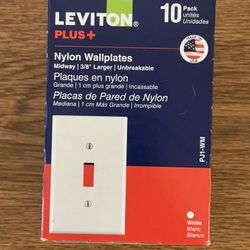 LEVITON®
PLUS+
10 Pack
unités
Unidades
Nylon Wallplates
Midway | 3/8" Larger | Unbreakable
Plaques en nylon
Grande | 1 cm plus grande | Incassable
Placas de Pared de Nylon
Mediana | 1 cm Más Grande | Irrompible
PJ1-WM
White
Blanc
Blanco